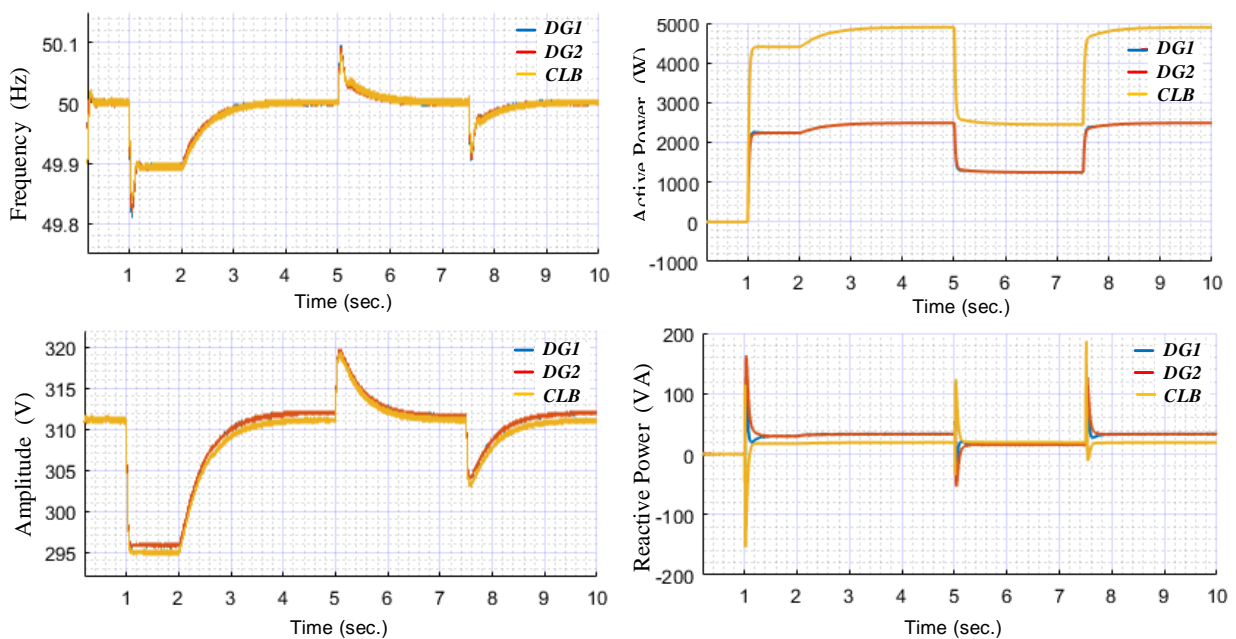 Frequency (Hz)
50.1
50
49.9
49.8
DG1
DG2
CLB
1 2 3 4 5 6 7 8 9 10
Time (sec.)
Active Power (W)
5000
4000
3000
2000
1000
0
-1000
DG1
DG2
CLB
1 2 3 4 5 6 7 8 9 10
Time (sec.)
Amplitude (V)
320
315
310
305
300
295
DG1
DG2
CLB
1 2 3 4 5 6 7 8 9 10
Time (sec.)
Reactive Power (VA)
200
100
0
-100
-200
DG1
DG2
CLB
1 2 3 4 5 6 7 8 9 10
Time (sec.)